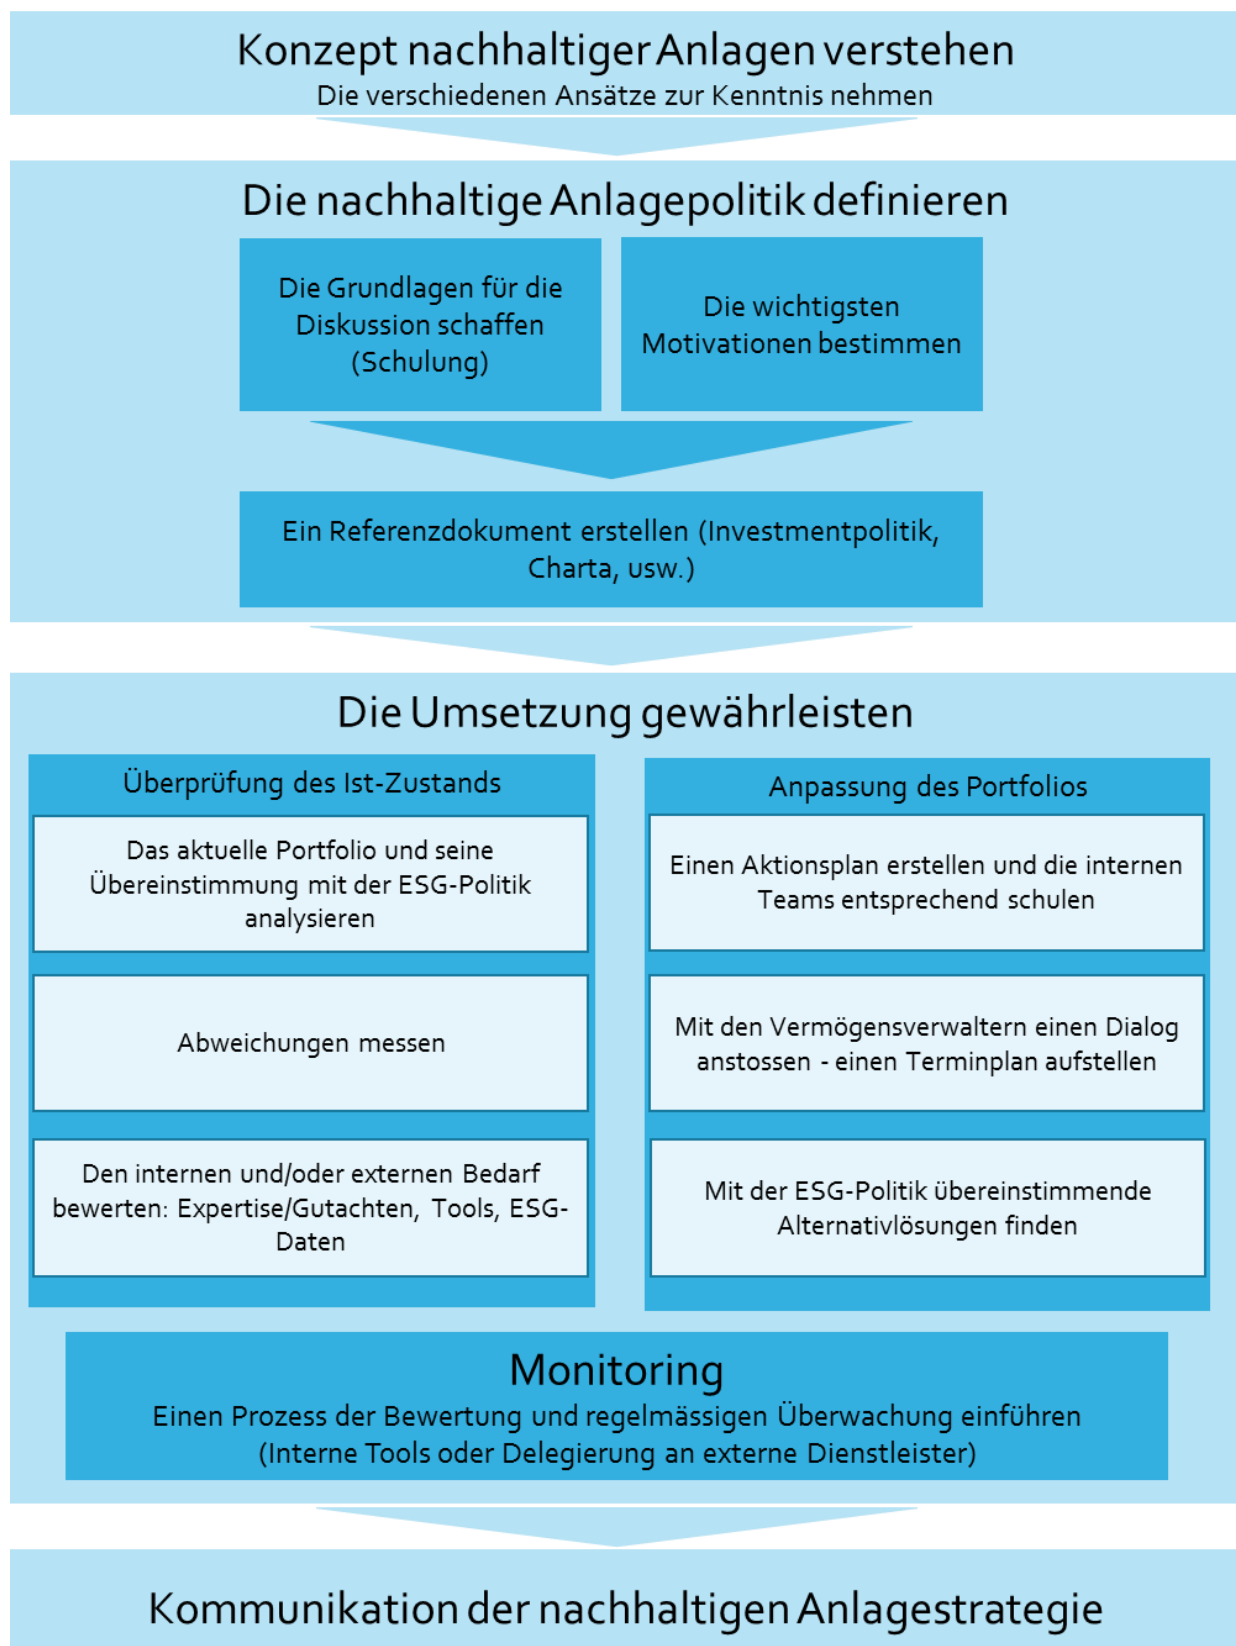 Konzept nachhaltiger Anlagen verstehen
Die verschiedenen Ansätze zur Kenntnis nehmen
Die nachhaltige Anlagepolitik definieren
Die Grundlagen für die
Diskussion schaffen
(Schulung)
Die wichtigsten
Motivationen bestimmen
Ein Referenzdokument erstellen (Investmentpolitik,
Charta, usw.)
Die Umsetzung gewährleisten
Überprüfung des Ist-Zustands
Das aktuelle Portfolio und seine
Übereinstimmung mit der ESG-Politik
analysieren
Abweichungen messen
Den internen und/oder externen Bedarf
bewerten: Expertise/Gutachten, Tools, ESG-
Daten
Anpassung des Portfolios
Einen Aktionsplan erstellen und die internen
Teams entsprechend schulen
Mit den Vermögensverwaltern einen Dialog
anstossen - einen Terminplan aufstellen
Mit der ESG-Politik übereinstimmende
Alternativlösungen finden
Monitoring
Einen Prozess der Bewertung und regelmässigen Überwachung einführen
(Interne Tools oder Delegierung an externe Dienstleister)
Kommunikation der nachhaltigen Anlagestrategie